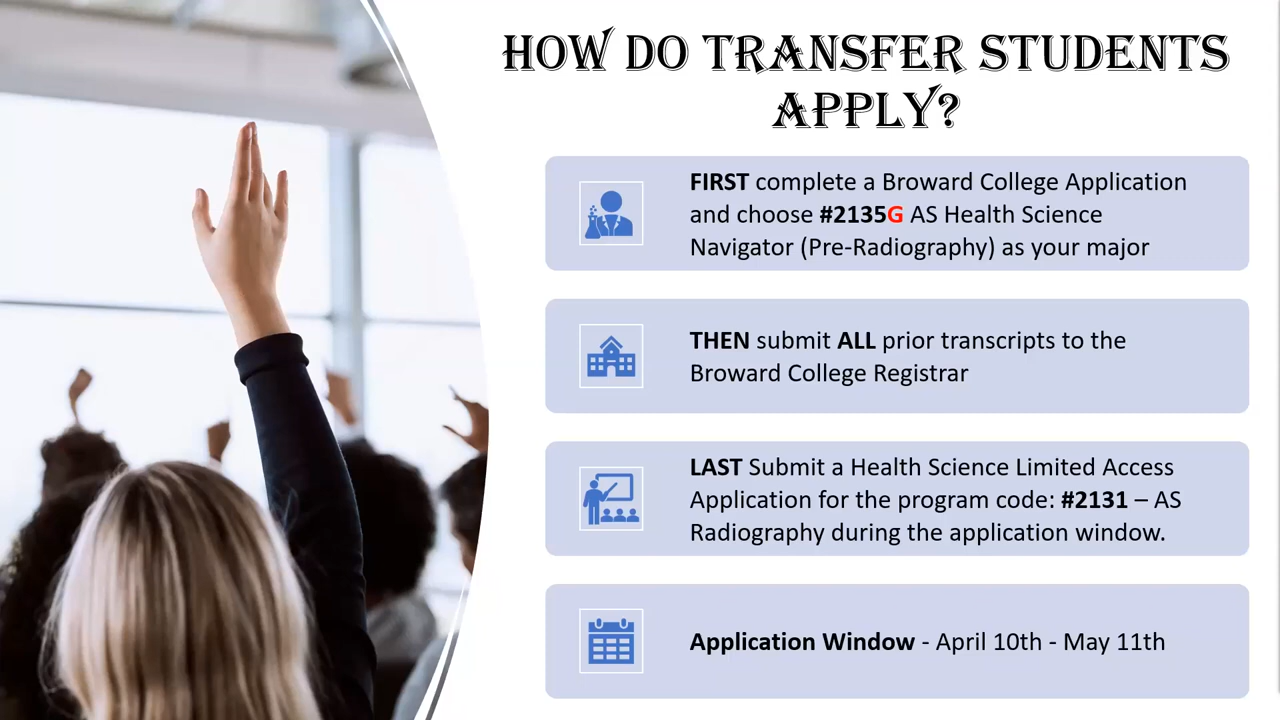 HOW DO TRANSFER STUDENTS
APPLY?
FIRST complete a Broward College Application
and choose #2135G AS Health Science
Navigator (Pre-Radiography) as your major
THEN submit ALL prior transcripts to the
Broward College Registrar
LAST Submit a Health Science Limited Access
Application for the program code: #2131 – AS
Radiography during the application window.
Application Window - April 10th - May 11th